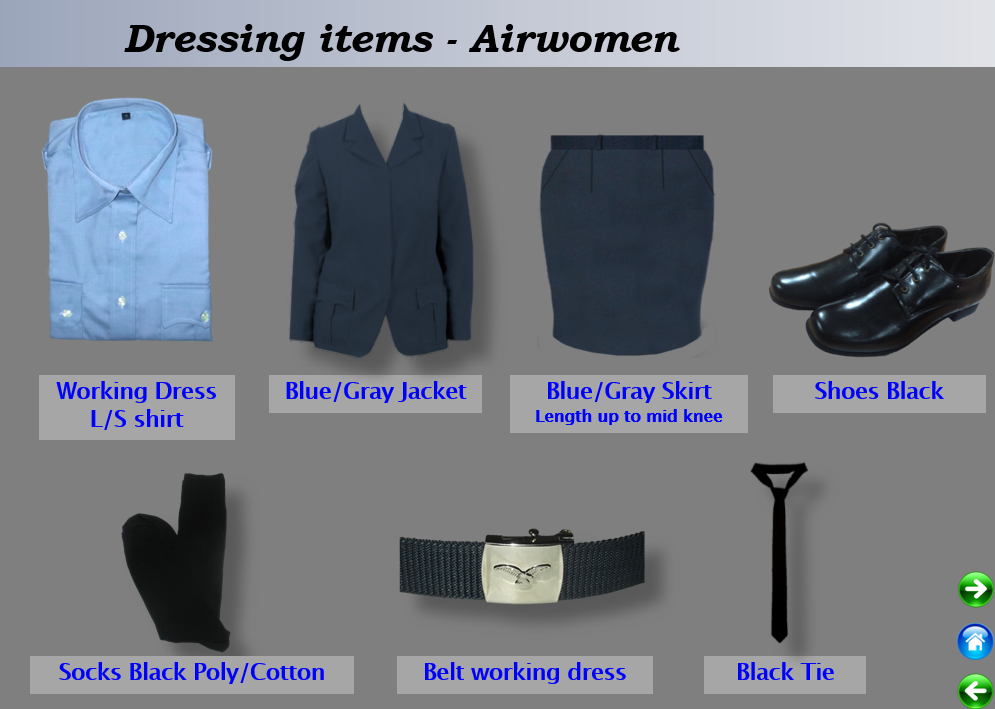 Dressing items - Airwomen
Working Dress
L/S shirt
Blue/Gray Jacket
Blue/Gray Skirt
Length up to mid knee
Shoes Black
Socks Black Poly/Cotton
Belt working dress
Black Tie